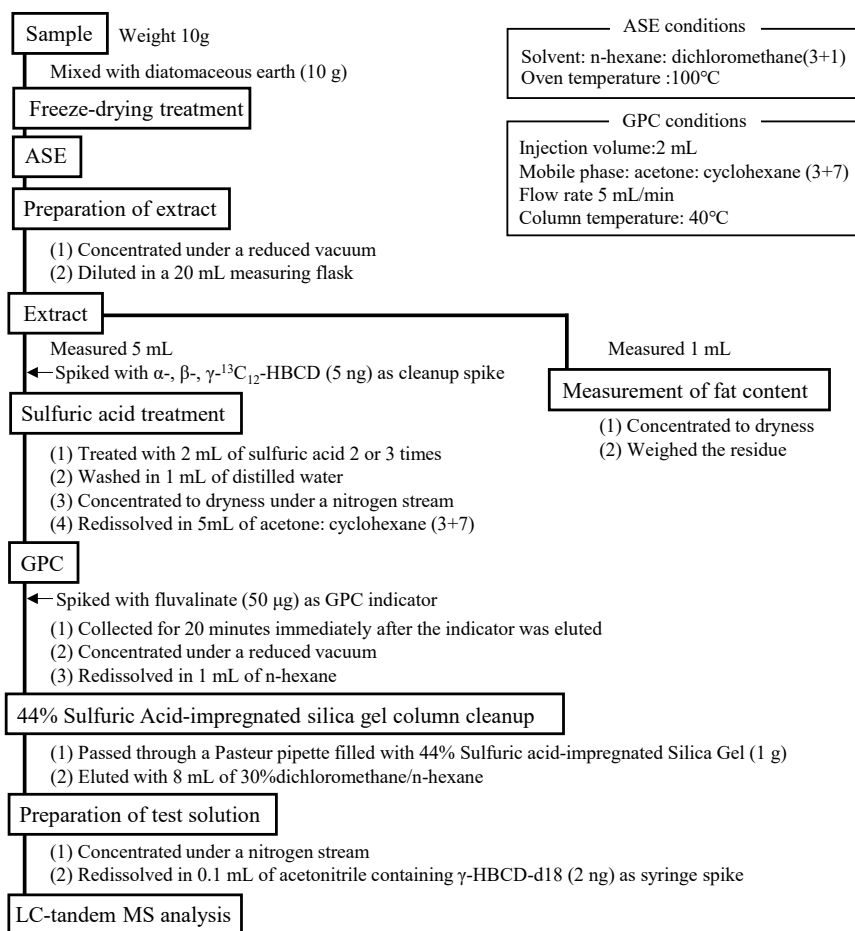 Sample Weight 10g
Mixed with diatomaceous earth (10 g)
Freeze-drying treatment
ASE
Preparation of extract
(1) Concentrated under a reduced vacuum
(2) Diluted in a 20 mL measuring flask
ASE conditions
Solvent: n-hexane: dichloromethane(3+1)
Oven temperature :100℃
GPC conditions
Injection volume:2 mL
Mobile phase: acetone: cyclohexane (3+7)
Flow rate 5 mL/min
Column temperature: 40℃
Extract
Measured 5 mL
Spiked with α-, β-, γ-¹³C₁₂-HBCD (5 ng) as cleanup spike
Sulfuric acid treatment
(1) Treated with 2 mL of sulfuric acid 2 or 3 times
(2) Washed in 1 mL of distilled water
(3) Concentrated to dryness under a nitrogen stream
(4) Redissolved in 5mL of acetone: cyclohexane (3+7)
Measured 1 mL
Measurement of fat content
(1) Concentrated to dryness
(2) Weighed the residue
GPC
Spiked with fluvalinate (50 μg) as GPC indicator
(1) Collected for 20 minutes immediately after the indicator was eluted
(2) Concentrated under a reduced vacuum
(3) Redissolved in 1 mL of n-hexane
44% Sulfuric Acid-impregnated silica gel column cleanup
(1) Passed through a Pasteur pipette filled with 44% Sulfuric acid-impregnated Silica Gel (1 g)
(2) Eluted with 8 mL of 30%dichloromethane/n-hexane
Preparation of test solution
(1) Concentrated under a nitrogen stream
(2) Redissolved in 0.1 mL of acetonitrile containing γ-HBCD-d18 (2 ng) as syringe spike
LC-tandem MS analysis